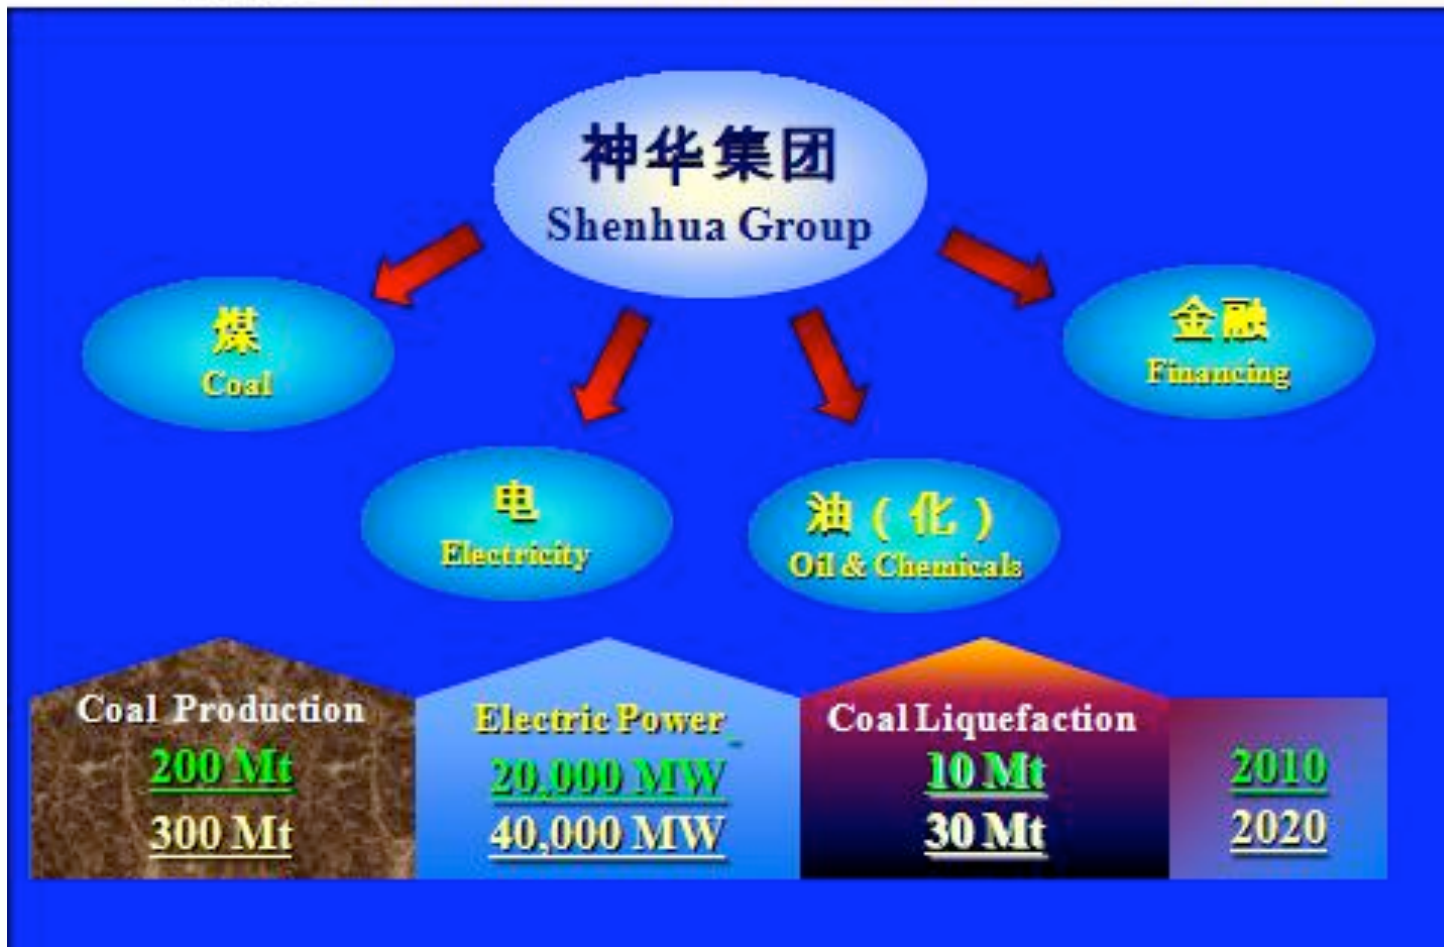 神华集团
Shenhua Group
煤
Coal
金融
Financing
电
Electricity
油（化）
Oil & Chemicals
Coal Production
200 Mt
300 Mt
Electric Power
20,000 MW
40,000 MW
Coal Liquefaction
10 Mt
30 Mt
2010
2020